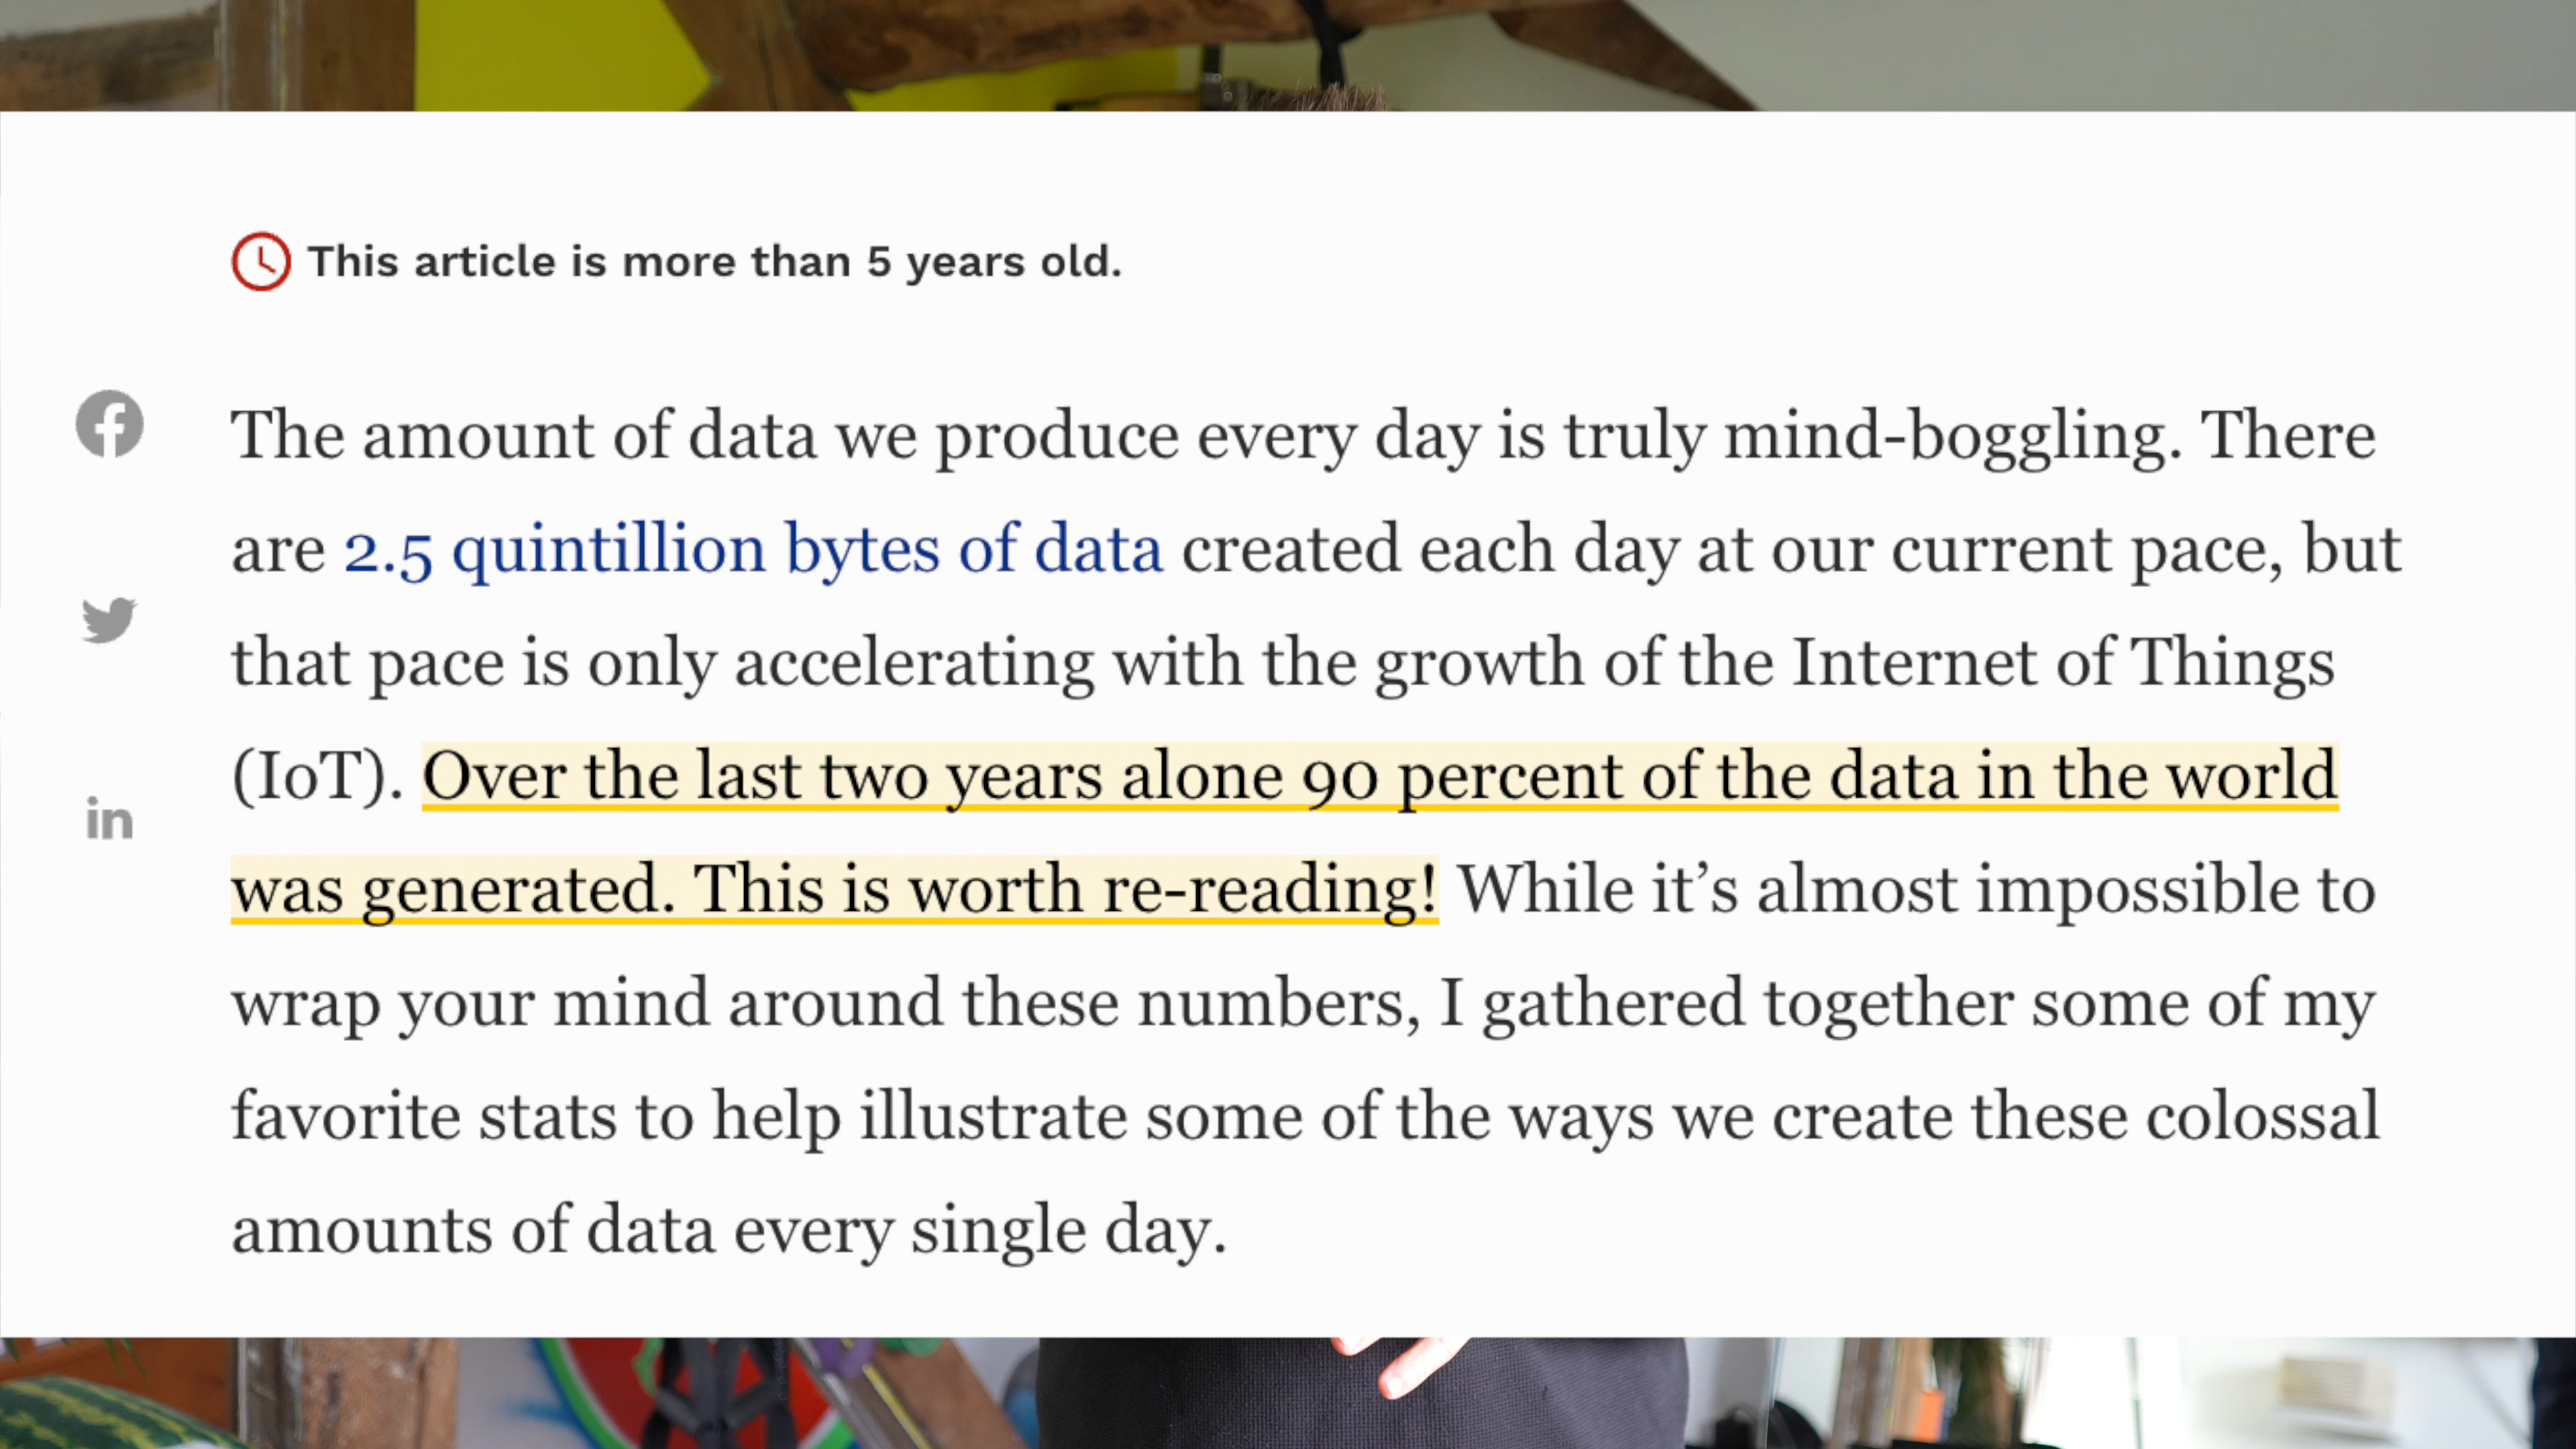 This article is more than 5 years old.
The amount of data we produce every day is truly mind-boggling. There
are 2.5 quintillion bytes of data created each day at our current pace, but
that pace is only accelerating with the growth of the Internet of Things
(IoT). Over the last two years alone 90 percent of the data in the world
was generated. This is worth re-reading! While it’s almost impossible to
wrap your mind around these numbers, I gathered together some of my
favorite stats to help illustrate some of the ways we create these colossal
amounts of data every single day.